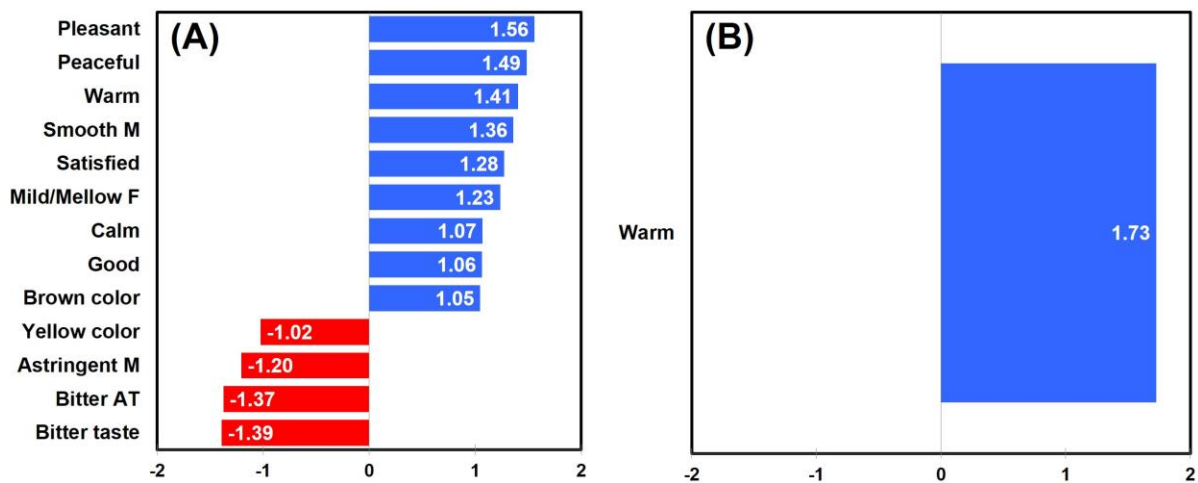 (A)
Pleasant 1.56
Peaceful 1.49
Warm 1.41
Smooth M 1.36
Satisfied 1.28
Mild/Mellow F 1.23
Calm 1.07
Good 1.06
Brown color 1.05
Yellow color -1.02
Astringent M -1.20
Bitter AT -1.37
Bitter taste -1.39
-2 -1 0 1 2
(B)
Warm 1.73
-2 -1 0 1 2